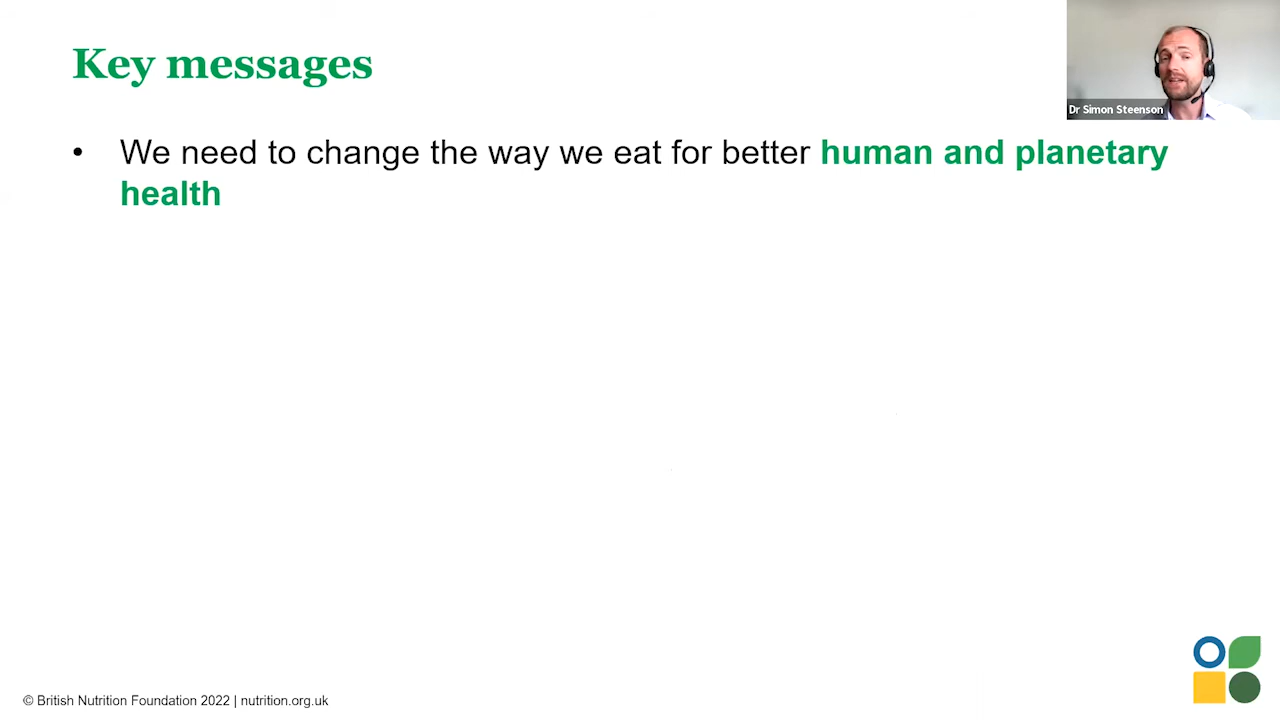 Key messages
Dr Simon Steenson
• We need to change the way we eat for better human and planetary
health
© British Nutrition Foundation 2022 | nutrition.org.uk